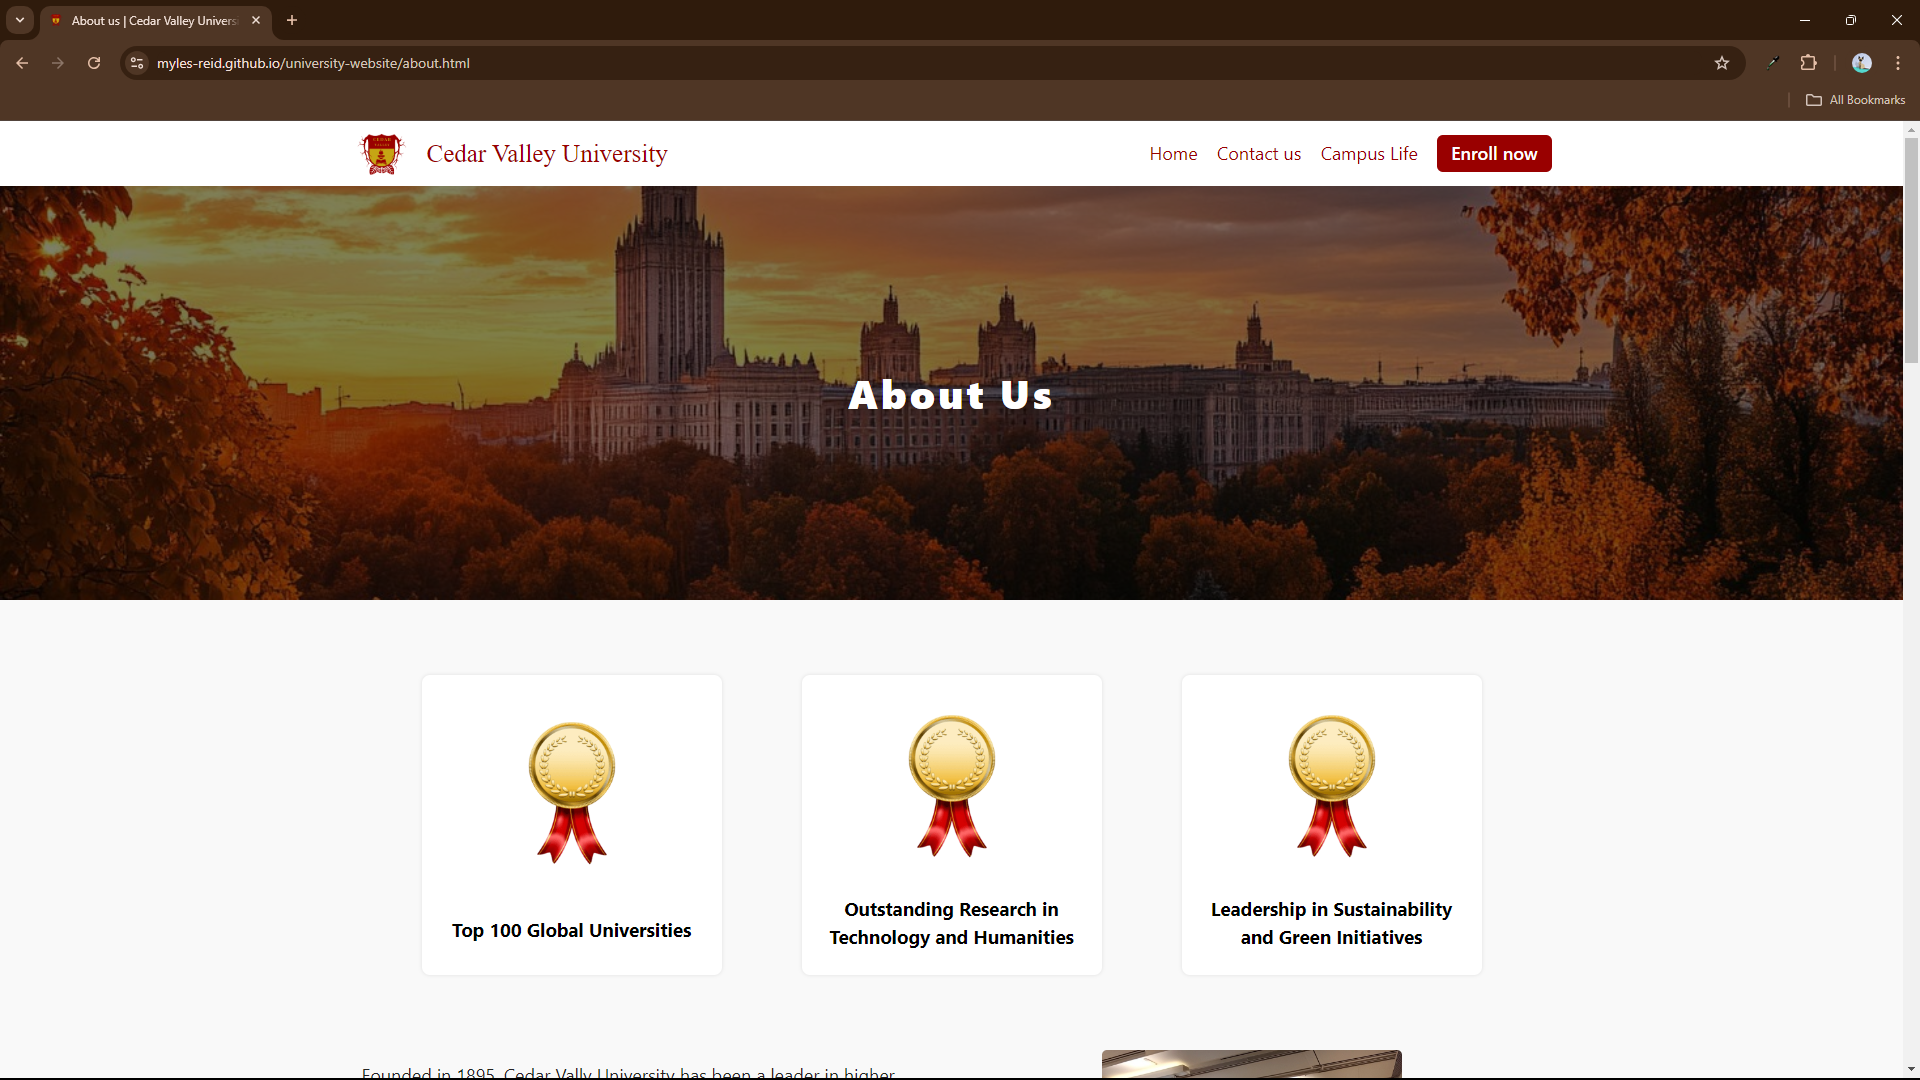 About us | Cedar Valley Univers
myles-reid.github.io/university-website/about.html
All Bookmarks
Cedar Valley University
Home
Contact us
Campus Life
Enroll now
About Us
Top 100 Global Universities
Outstanding Research in
Technology and Humanities
Leadership in Sustainability
and Green Initiatives
Founded in 1895, Cedar Vally University has been a leader in higher